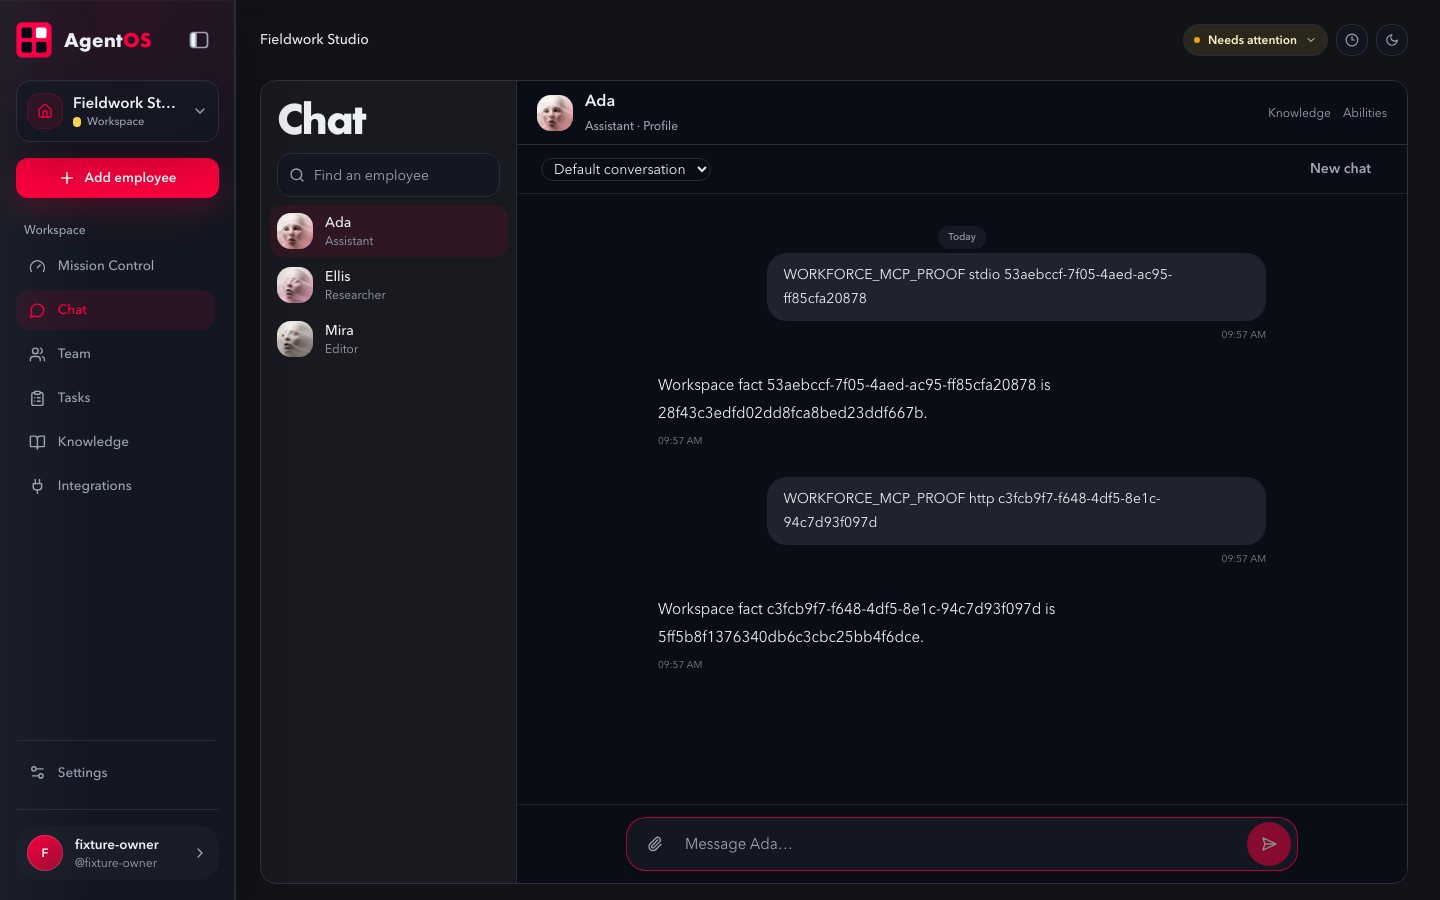 AgentOS
Fieldwork St...
Workspace
Add employee
Workspace
Mission Control
Chat
Team
Tasks
Knowledge
Integrations
Settings
F
fixture-owner
@fixture-owner
Fieldwork Studio
Needs attention
Chat
Find an employee
Ada
Assistant
Ellis
Researcher
Mira
Editor
Ada
Assistant · Profile
Knowledge
Abilities
Default conversation
New chat
Today
WORKFORCE_MCP_PROOF stdio 53aebccf-7f05-4aed-ac95-
ff85cfa20878
09:57 AM
Workspace fact 53aebccf-7f05-4aed-ac95-ff85cfa20878 is
28f43c3edfd02dd8fca8bed23ddf667b.
09:57 AM
WORKFORCE_MCP_PROOF http c3fcb9f7-f648-4df5-8e1c-
94c7d93f097d
09:57 AM
Workspace fact c3fcb9f7-f648-4df5-8e1c-94c7d93f097d is
5ff5b8f1376340db6c3cbc25bb4f6dce.
09:57 AM
Message Ada...